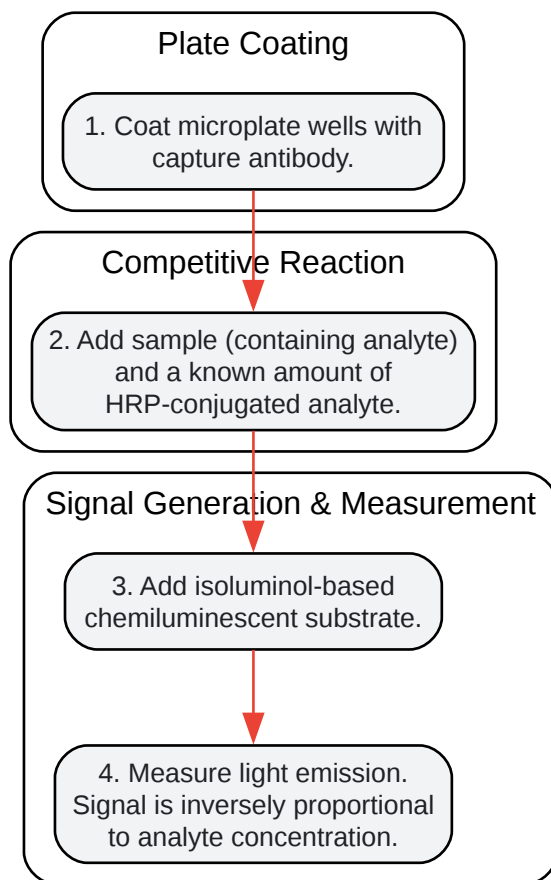 Plate Coating
1. Coat microplate wells with
capture antibody.
Competitive Reaction
2. Add sample (containing analyte)
and a known amount of
HRP-conjugated analyte.
Signal Generation & Measurement
3. Add isoluminol-based
chemiluminescent substrate.
4. Measure light emission.
Signal is inversely proportional
to analyte concentration.